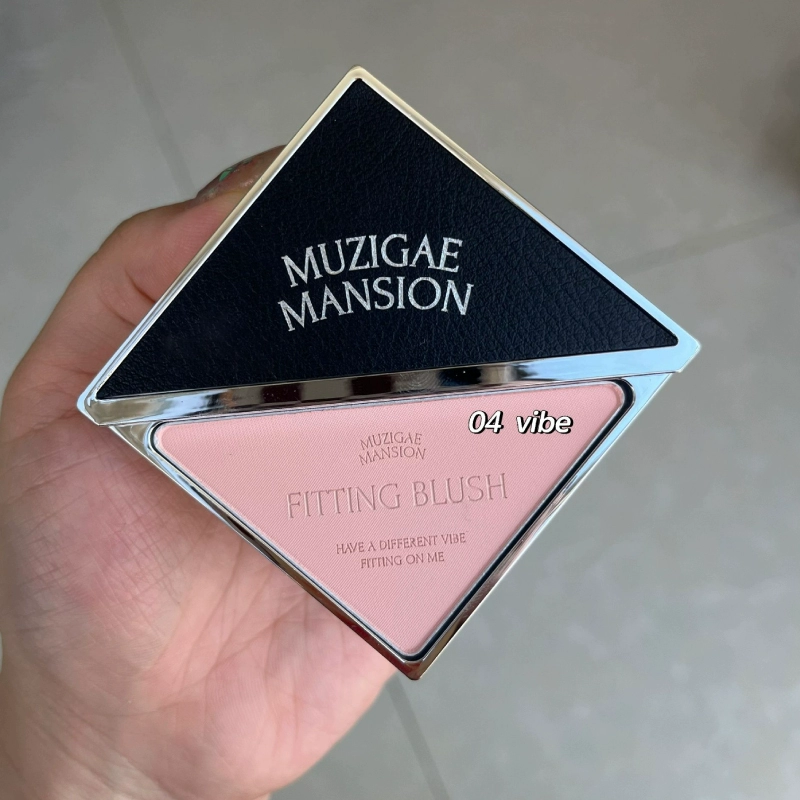 MUZIGAE
MANSION
04 vibe
MUZIGAE
MANSION
FITTING BLUSH
HAVE A DIFFERENT VIBE
FITTING ON ME